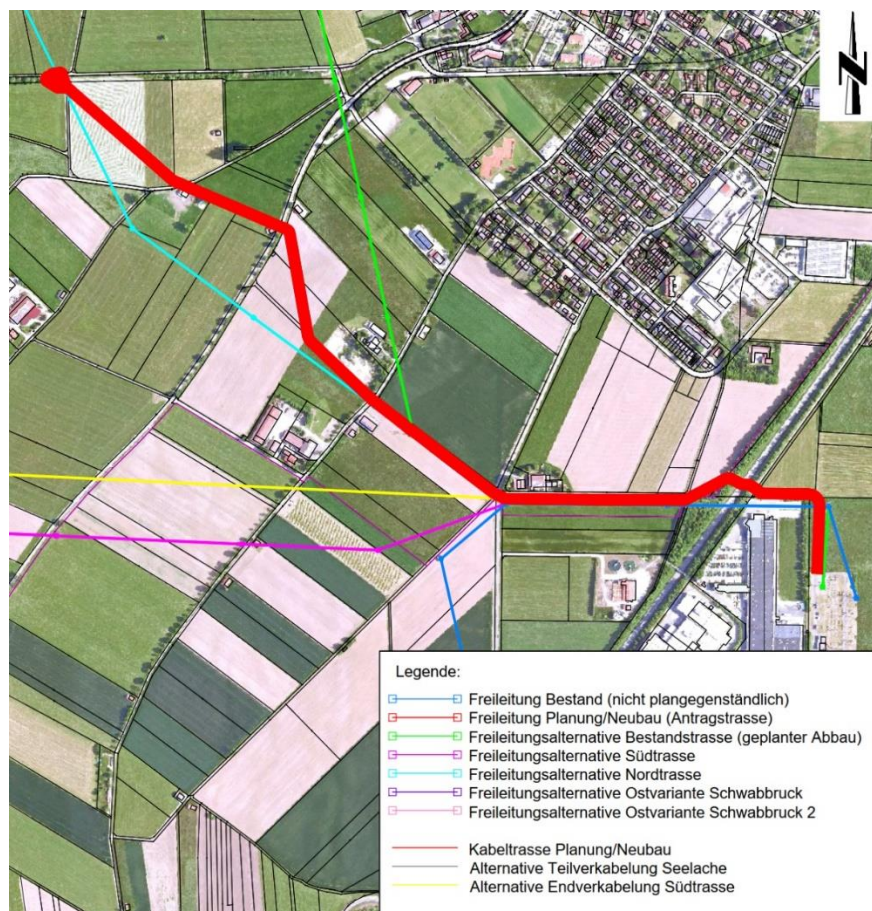 N
Legende:
Freileitung Bestand (nicht plangegenständlich)
Freileitung Planung/Neubau (Antragstrasse)
Freileitungsalternative Bestandstrasse (geplanter Abbau)
Freileitungsalternative Südtrasse
Freileitungsalternative Nordtrasse
Freileitungsalternative Ostvariante Schwabbruck
Freileitungsalternative Ostvariante Schwabbruck 2
Kabeltrasse Planung/Neubau
Alternative Teilverkabelung Seelache
Alternative Endverkabelung Südtrasse